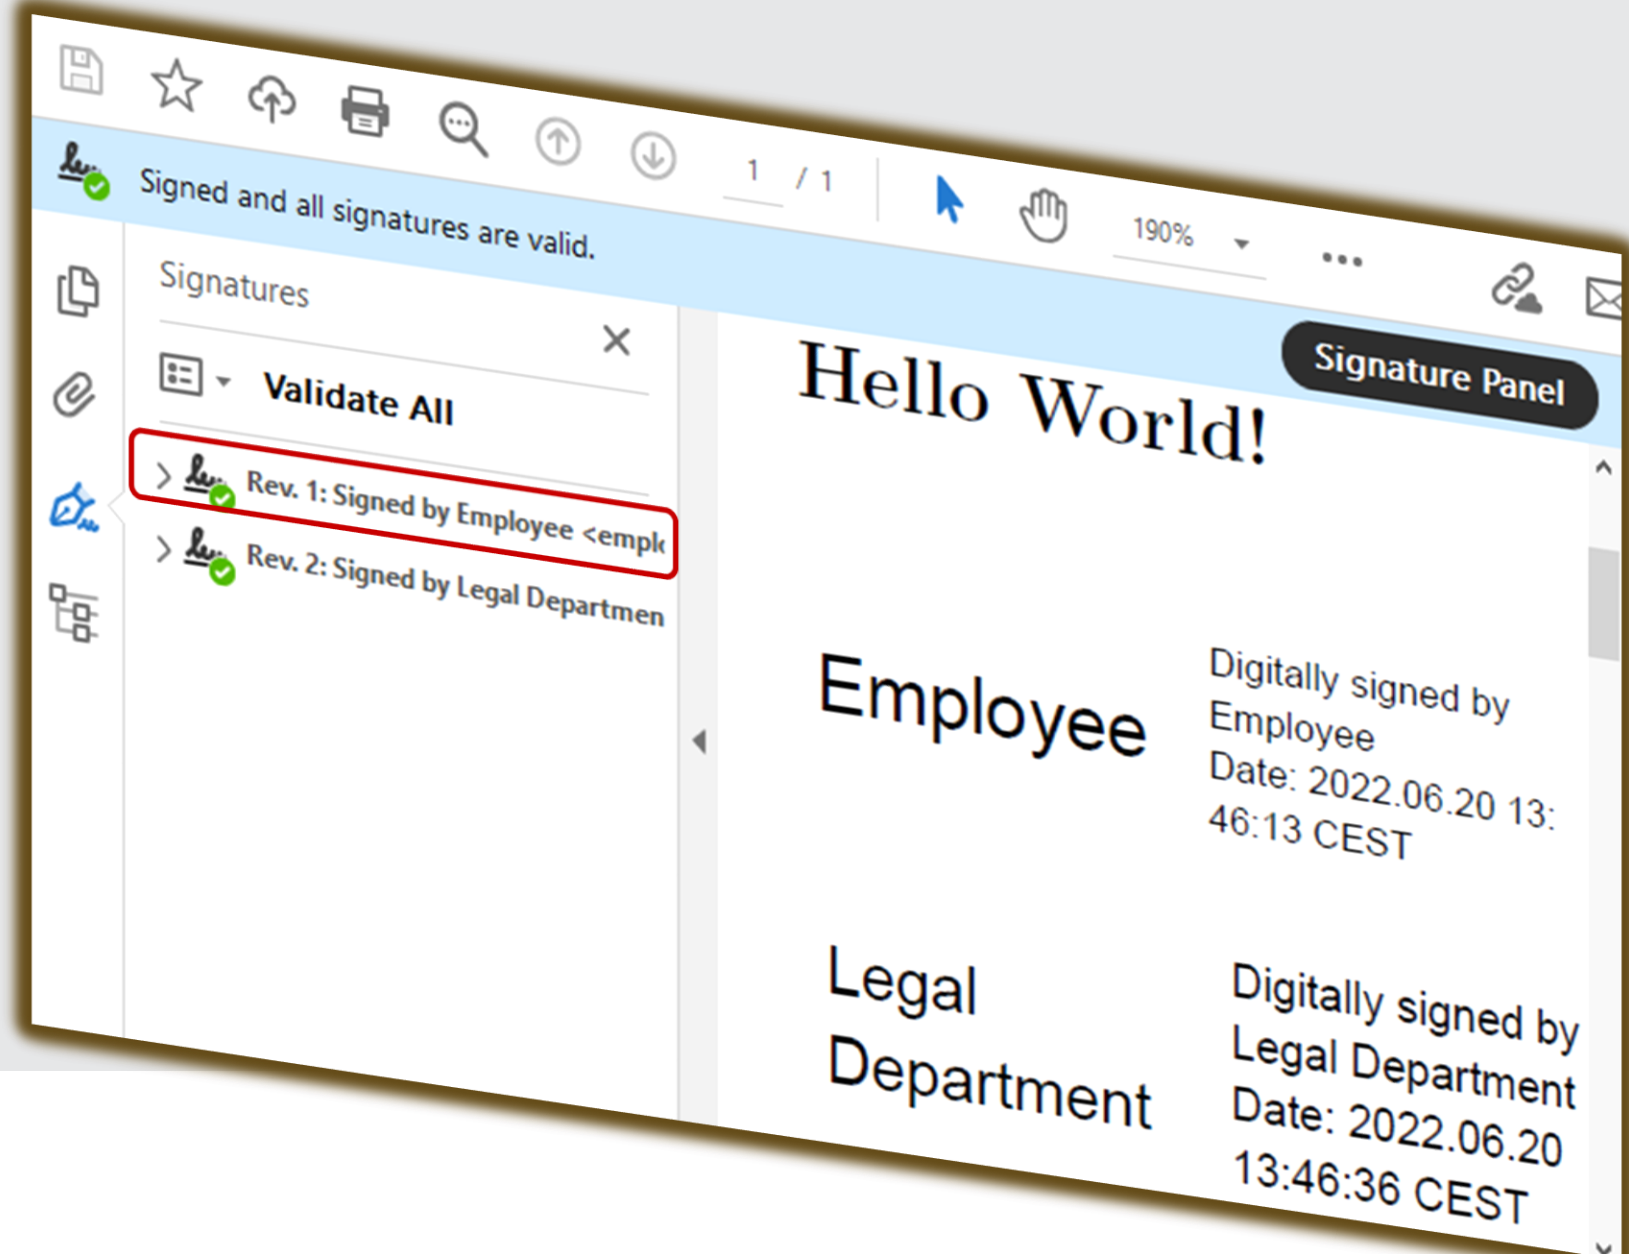 1 / 1
190%
Signed and all signatures are valid.
Signature Panel
Signatures
Validate All
Rev. 1: Signed by Employee
Rev. 2: Signed by Legal
Hello World!
Employee
Digitally signed by
Employee
Date: 2022.06.20 13:
46:13 CEST
Legal
Department
Digitally signed by
Legal Department
Date: 2022.06.20
13:46:36 CEST